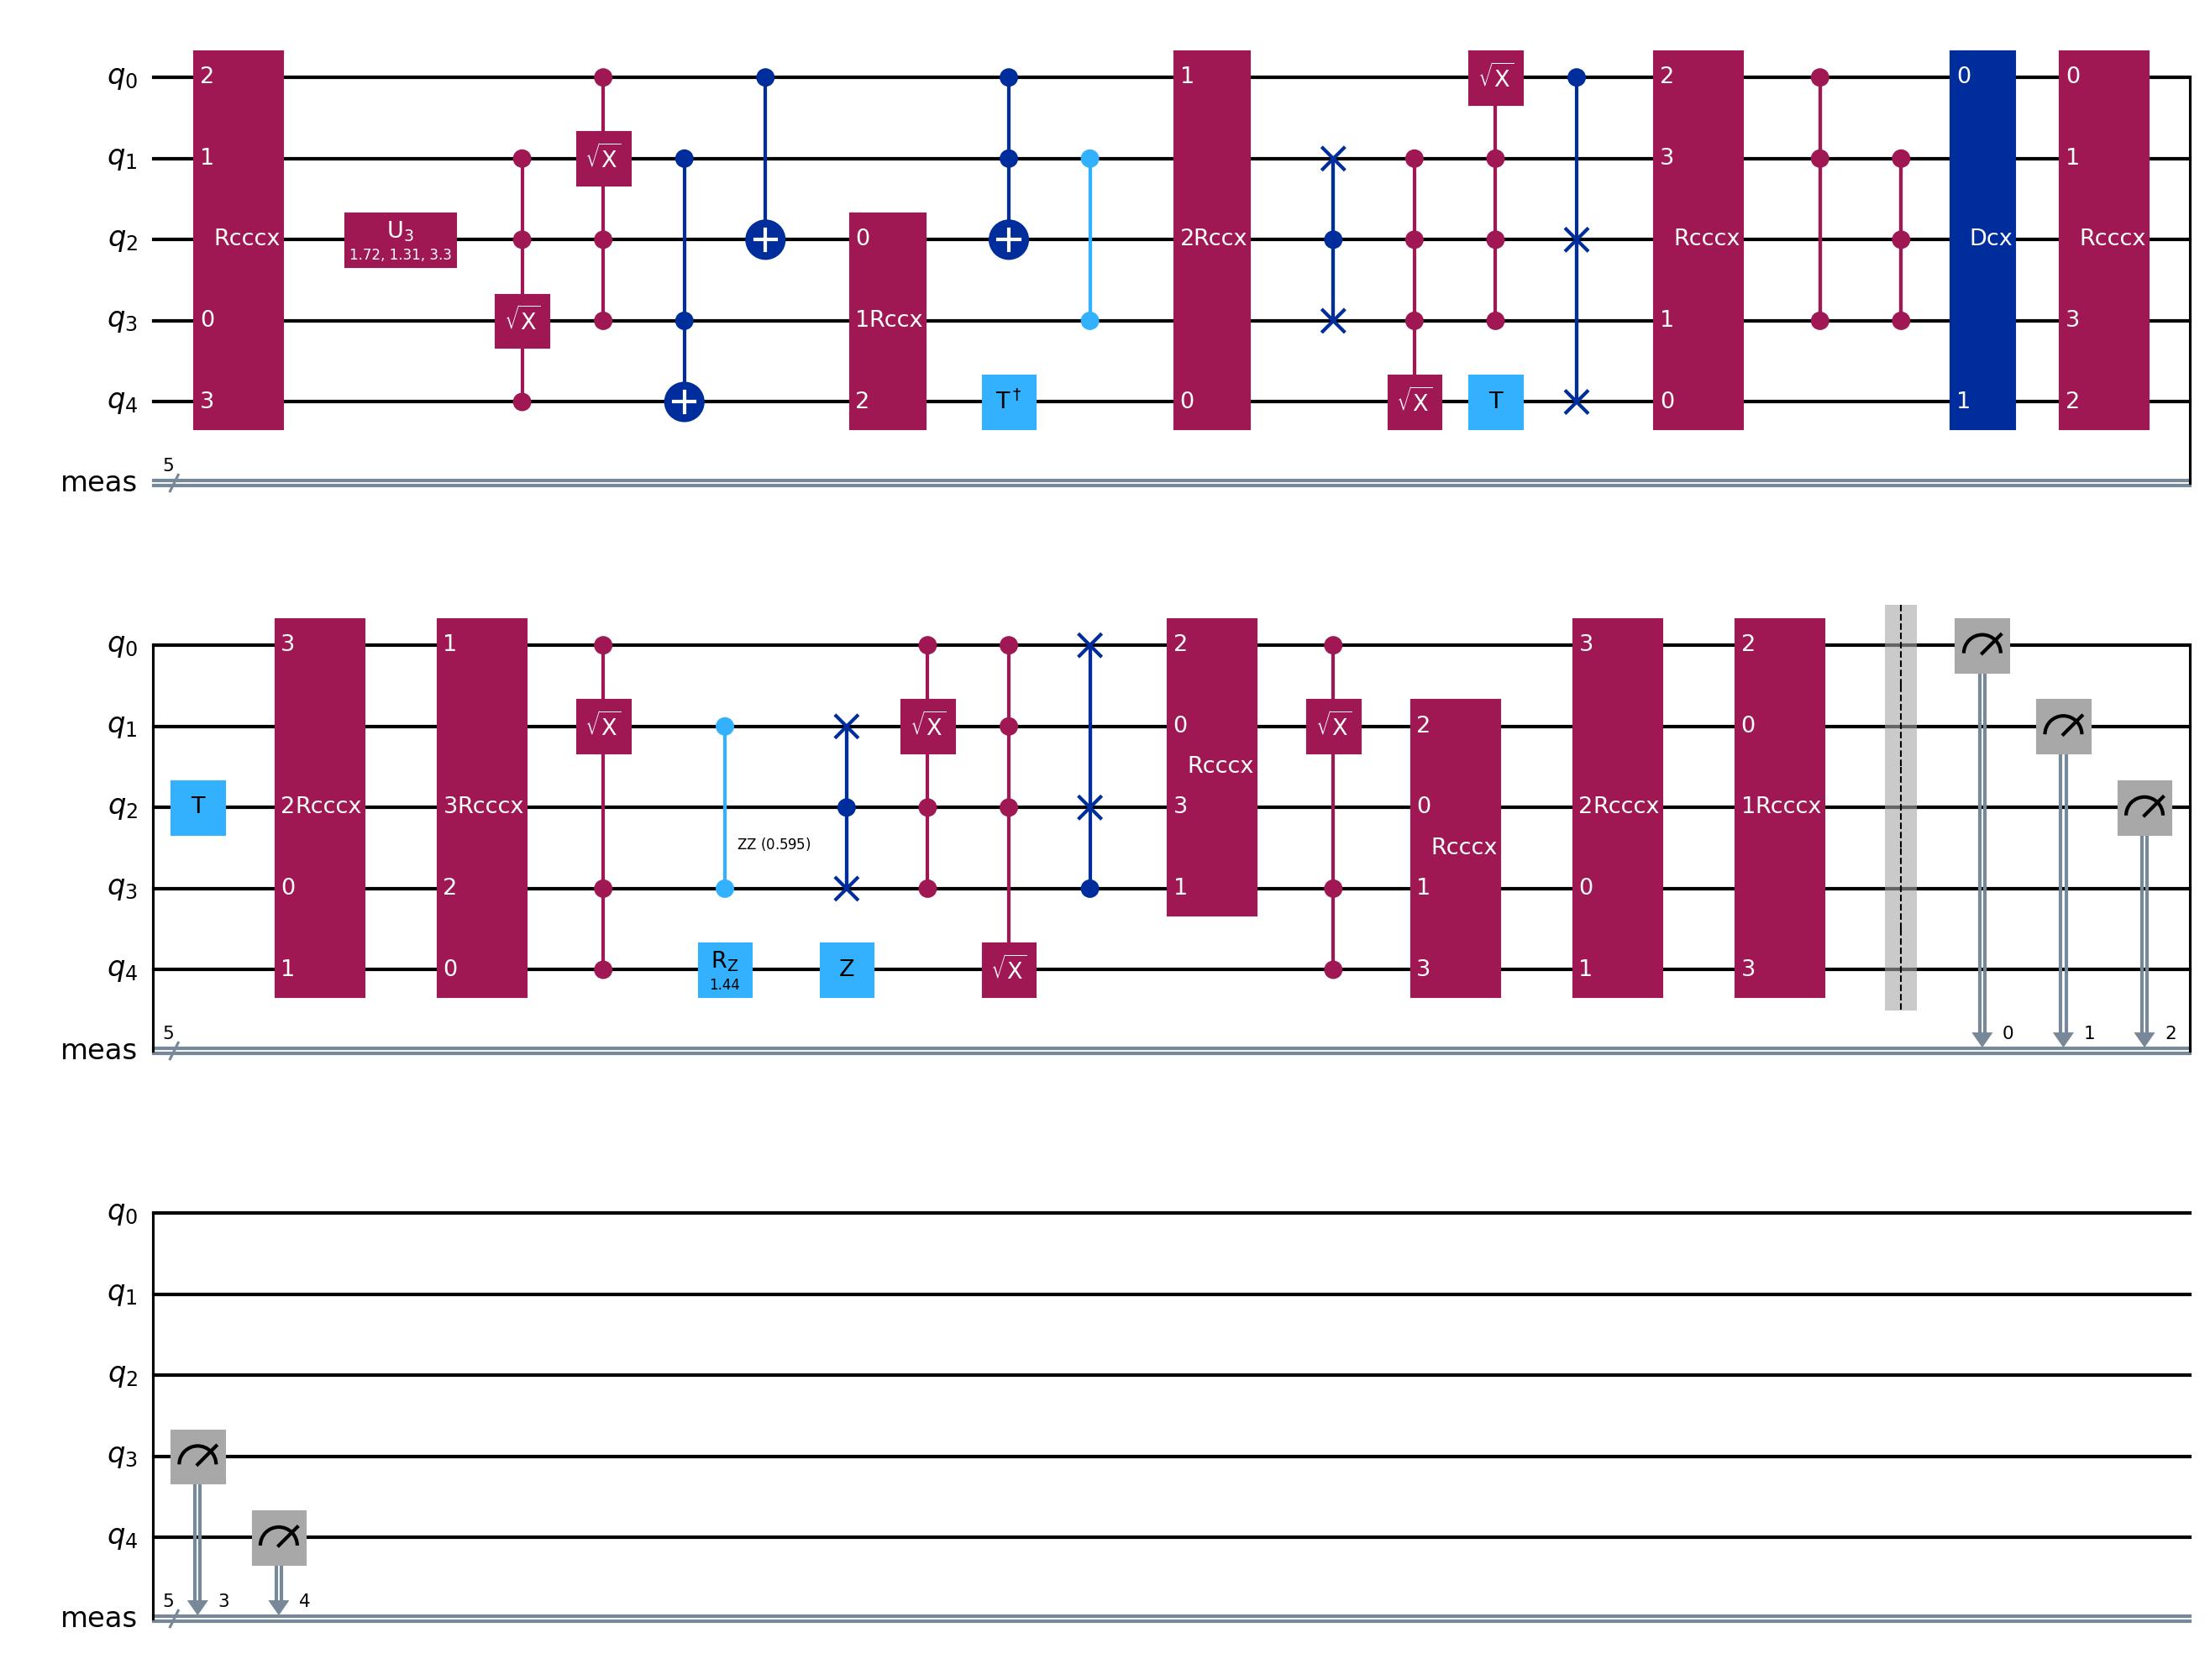 q0 2 √X 1 √X 2 0 0
q1 1 √X 3 1
q2 Rcccx U3 1.72, 1.31, 3.3 0 2Rccx Rcccx Dcx Rcccx
q3 0 √X 1Rccx 1 3
q4 3 2 T† 0 √X T 0 1 2
meas 5
q0 3 1 2 3 2
q1 √X √X 0 √X 2 0
Rcccx
q2 T 2Rcccx 3Rcccx 3 0 2Rcccx 1Rcccx
ZZ (0.595) Rcccx
q3 0 2 1 1 0
q4 1 0 RZ 1.44 Z √X 3 1 3
meas 5 0 1 2
q0
q1
q2
q3
q4
meas 5 3 4